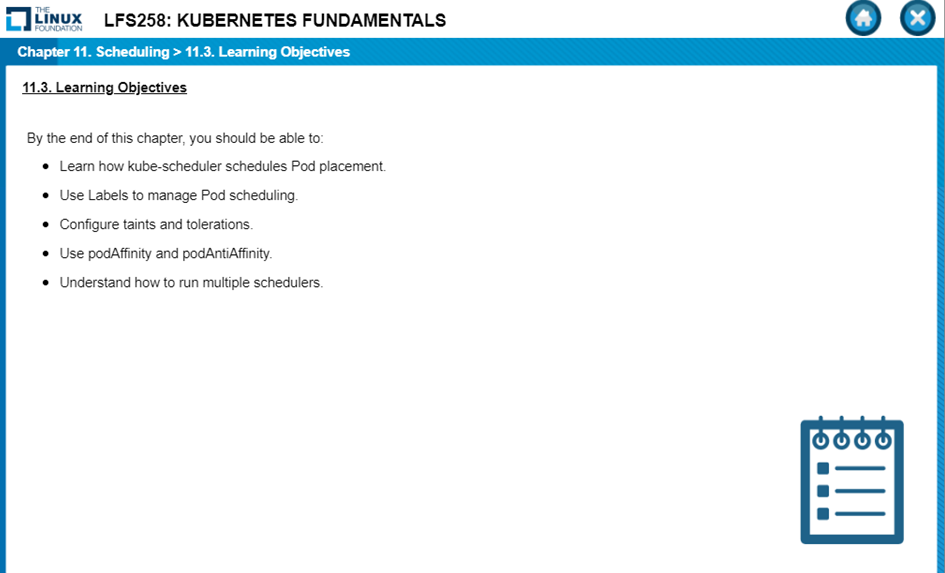 THE
LINUX
FOUNDATION
LFS258: KUBERNETES FUNDAMENTALS
Chapter 11. Scheduling > 11.3. Learning Objectives
11.3. Learning Objectives
By the end of this chapter, you should be able to:
• Learn how kube-scheduler schedules Pod placement.
• Use Labels to manage Pod scheduling.
• Configure taints and tolerations.
• Use podAffinity and podAntiAffinity.
• Understand how to run multiple schedulers.